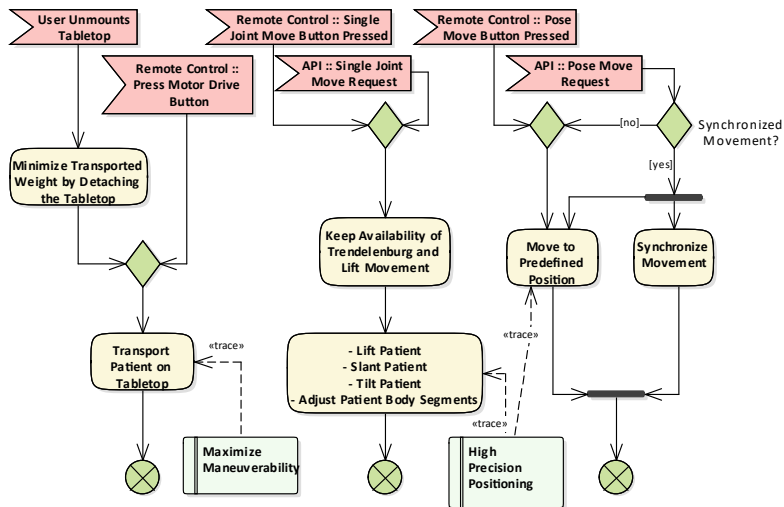 User Unmounts
Tabletop
Remote Control :: Single
Joint Move Button Pressed
Remote Control :: Pose
Move Button Pressed
Remote Control ::
Press Motor Drive
Button
API :: Single Joint
Move Request
API :: Pose Move
Request
[no]
Synchronized
Movement?
[yes]
Minimize Transported
Weight by Detaching
the Tabletop
Keep Availability of
Trendelenburg and
Lift Movement
Move to
Predefined
Position
Synchronize
Movement
Transport
Patient on
Tabletop
«trace»
- Lift Patient
- Slant Patient
- Tilt Patient
- Adjust Patient Body Segments
«trace»
«trace»
Maximize
Maneuverability
High
Precision
Positioning